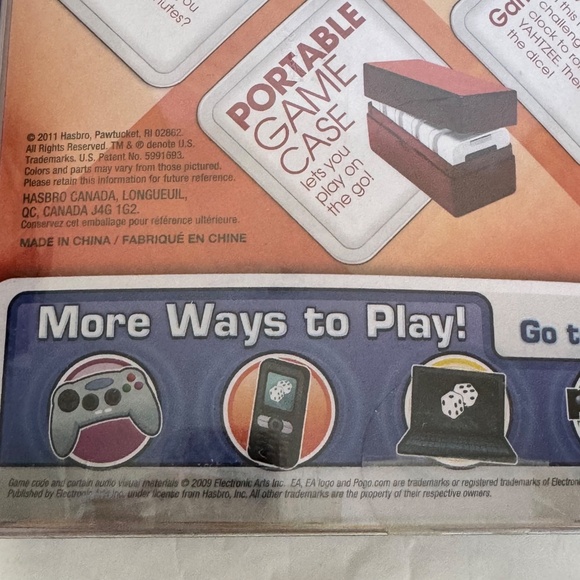 you
minutes?
PORTABLE
GAME
CASE
lets you
play on
the go!
this
challen
clock to ro
YAHTZEE The
the dice!
© 2011 Hasbro, Pawtucket, RI 02862.
All Rights Reserved. TM & ® denote U.S.
Trademarks. U.S. Patent No. 5991693.
Colors and parts may vary from those pictured.
Please retain this information for future reference.
HASBRO CANADA, LONGUEUIL,
QC, CANADA J4G 1G2.
Conservez cet emballage pour référence ultérieure.
MADE IN CHINA / FABRIQUÉ EN CHINE
More Ways to Play!
Go t
Game code and certain audio visual materials © 2009 Electronic Arts Inc. EA, EA logo and Pogo.com are trademarks or registered trademarks of Electron
Published by Electronic Arts Inc. under license from Hasbro, Inc. All other trademarks are the property of their respective owners.